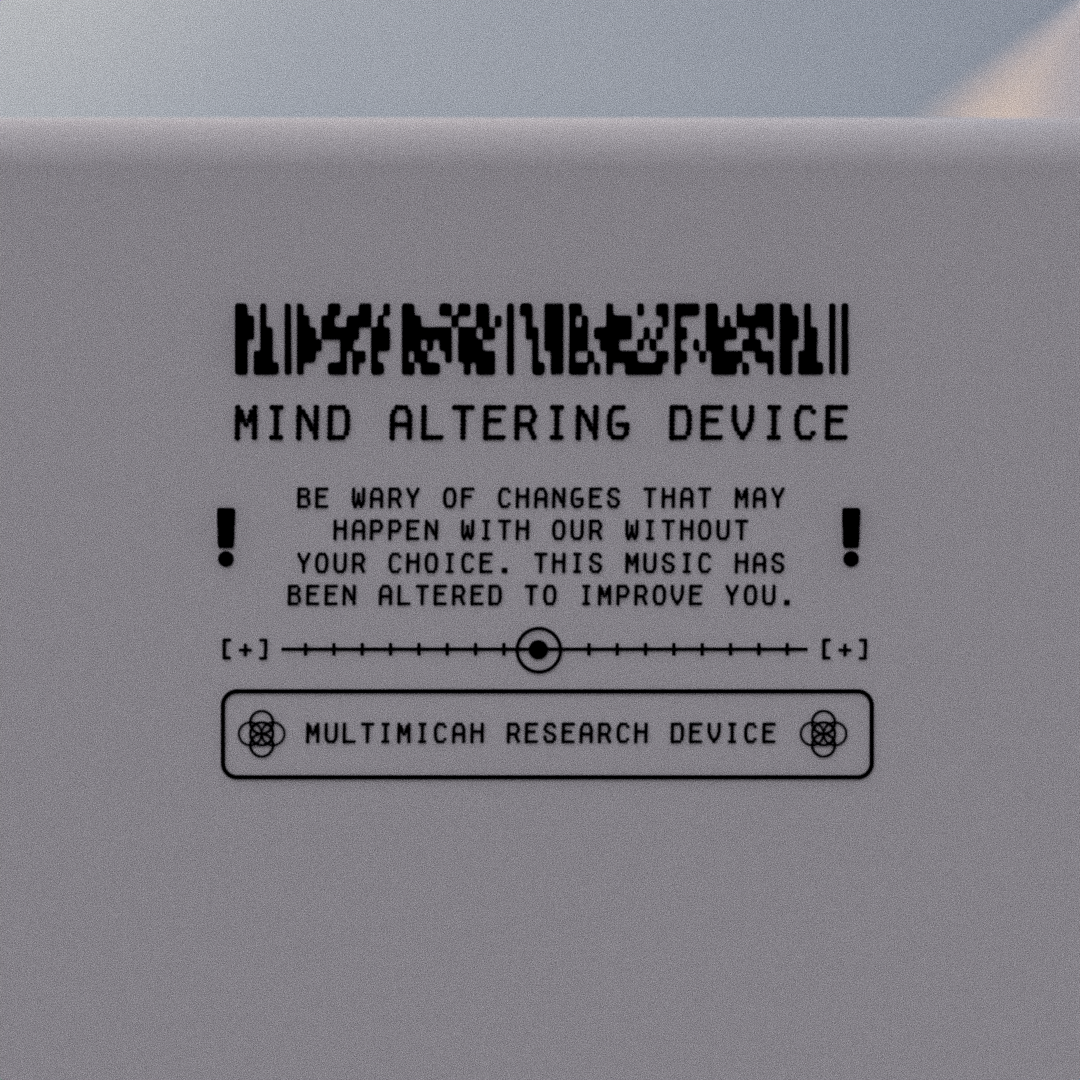 MIND ALTERING DEVICE
BE WARY OF CHANGES THAT MAY
HAPPEN WITH OUR WITHOUT
YOUR CHOICE. THIS MUSIC HAS
BEEN ALTERED TO IMPROVE YOU.
! !
[+] [+]
MULTIMICAH RESEARCH DEVICE